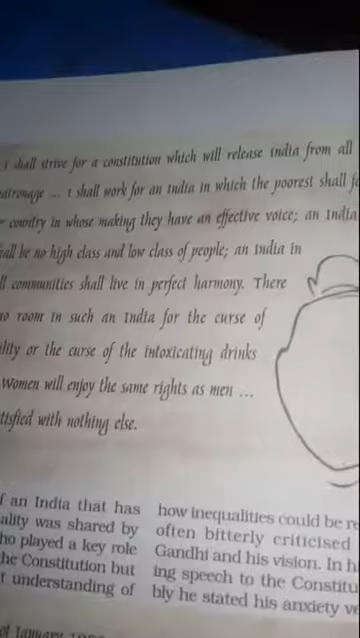 I shall strive for a constitution which will release India from all
patronage ... I shall work for an India in which the poorest shall
country in whose making they have an effective voice; an India
shall be no high class and low class of people; an India in
communities shall live in perfect harmony. There
no room in such an India for the curse of
or the curse of the intoxicating drinks
Women will enjoy the same rights as men ...
nothing else.
f an India that has
ality was shared by
ho played a key role
he Constitution but
t understanding of
how inequalities could be
often bitterly criticised
Gandhi and his vision. In h
ing speech to the Constitu
bly he stated his anxiety